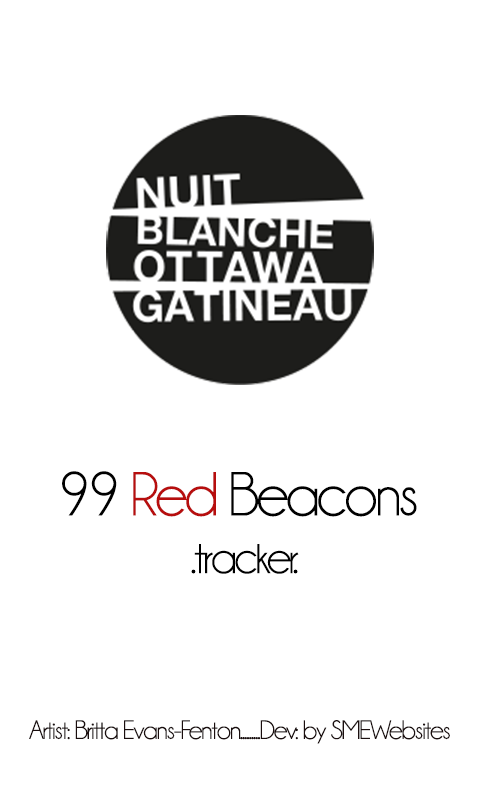 NUIT
BLANCHE
OTTAWA
GATINEAU
99 Red Beacons
.tracker.
Artist: Britta Evans-Fenton..........Dev: by SMEWebsites